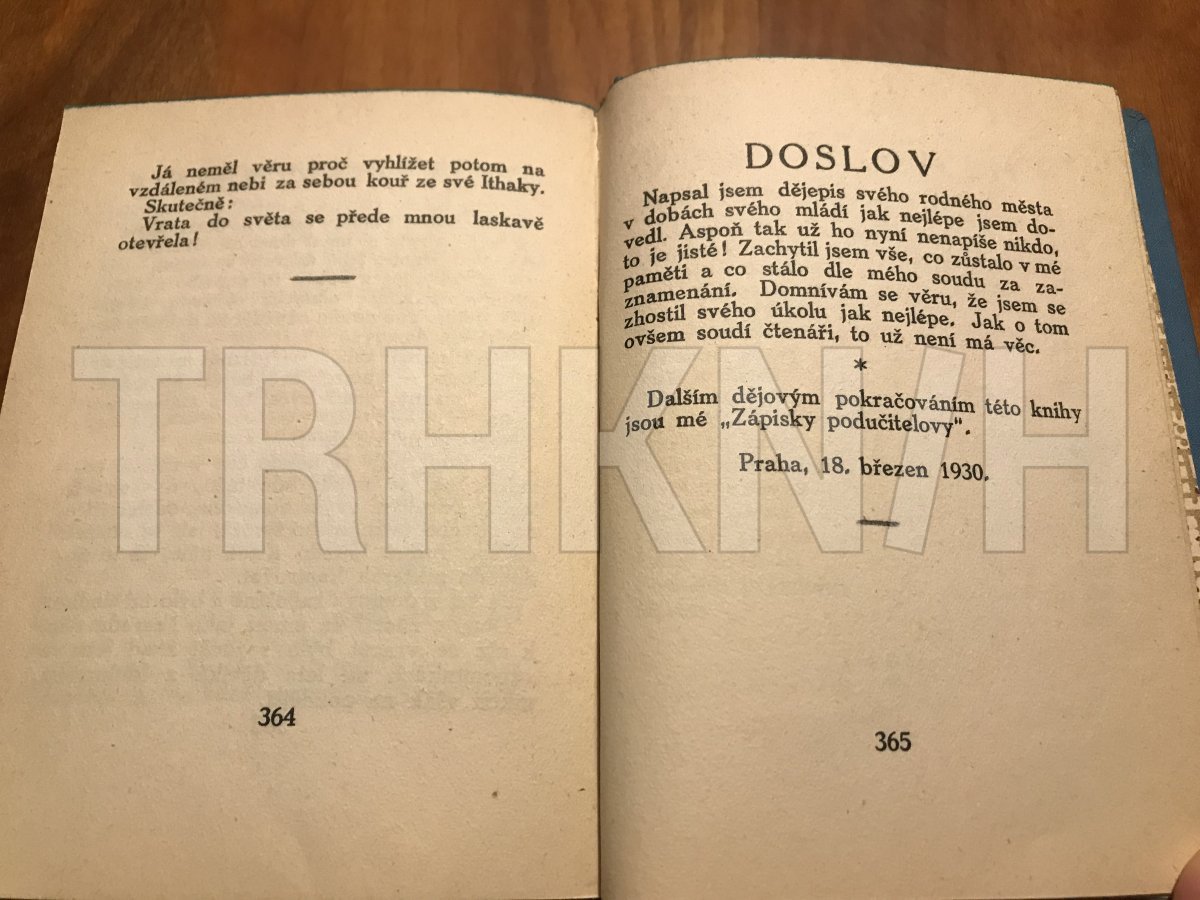 Já neměl věru proč vyhlížet potom na
vzdáleném nebi za sebou kouř ze své Ithaky.
Skutečně:
Vrata do světa se přede mnou laskavě
otevřela!
364
DOSLOV
Napsal jsem dějepis svého rodného města
v dobách svého mládí jak nejlépe jsem do-
vedl. Aspoň tak už ho nyní nenapíše nikdo,
to je jisté! Zachytil jsem vše, co zůstalo v mé
paměti a co stálo dle mého soudu za za-
znamenání. Domnívám se věru, že jsem se
zhostil svého úkolu jak nejlépe. Jak o tom
ovšem soudí čtenáři, to už není má věc.
*
Dalším dějovým pokračováním této knihy
jsou mé „Zápisky podučitelovy".
Praha, 18. březen 1930.
365
TRHKNIH